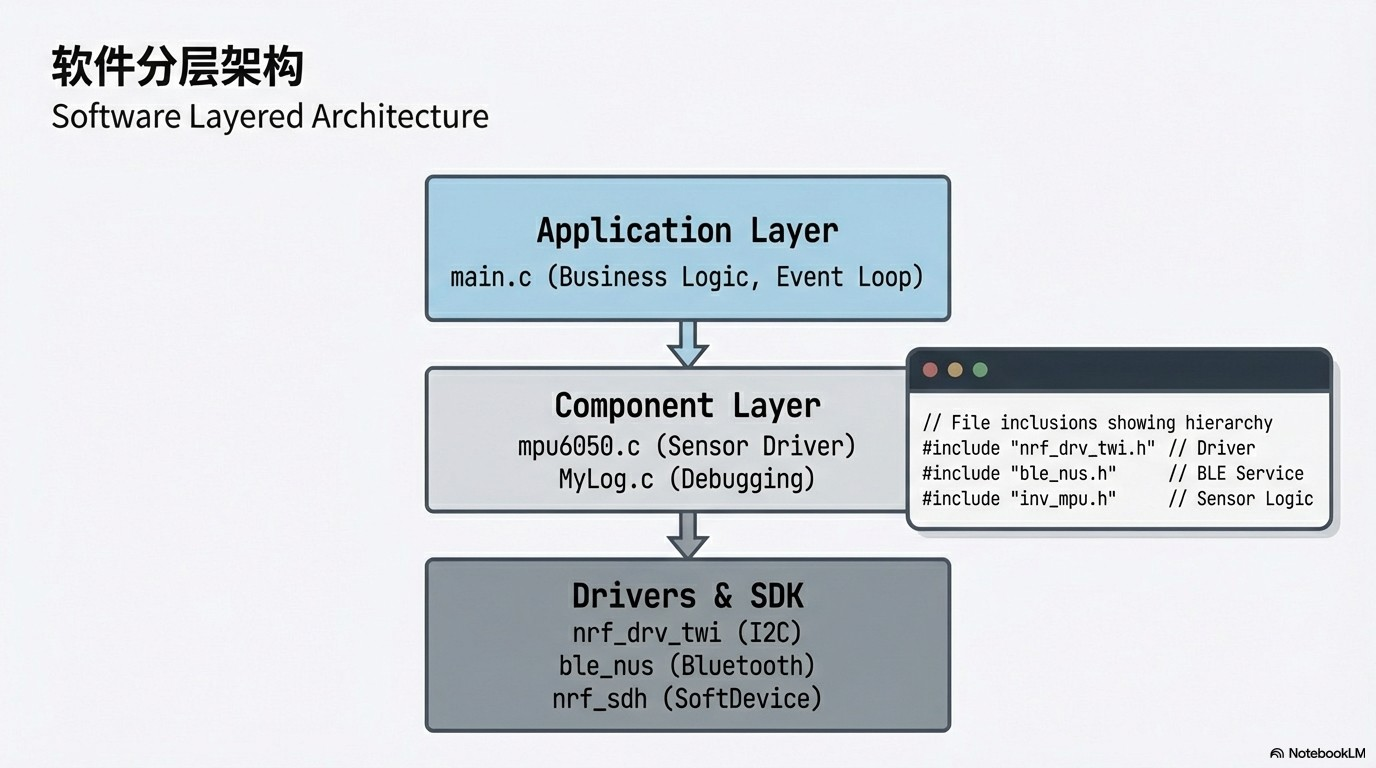 软件分层架构
Software Layered Architecture
Application Layer
main.c (Business Logic, Event Loop)
Component Layer
mpu6050.c (Sensor Driver)
MyLog.c (Debugging)
// File inclusions showing hierarchy
#include "nrf_drv_twi.h" // Driver
#include "ble_nus.h"     // BLE Service
#include "inv_mpu.h"     // Sensor Logic
Drivers & SDK
nrf_drv_twi (I2C)
ble_nus (Bluetooth)
nrf_sdh (SoftDevice)
NotebookLM